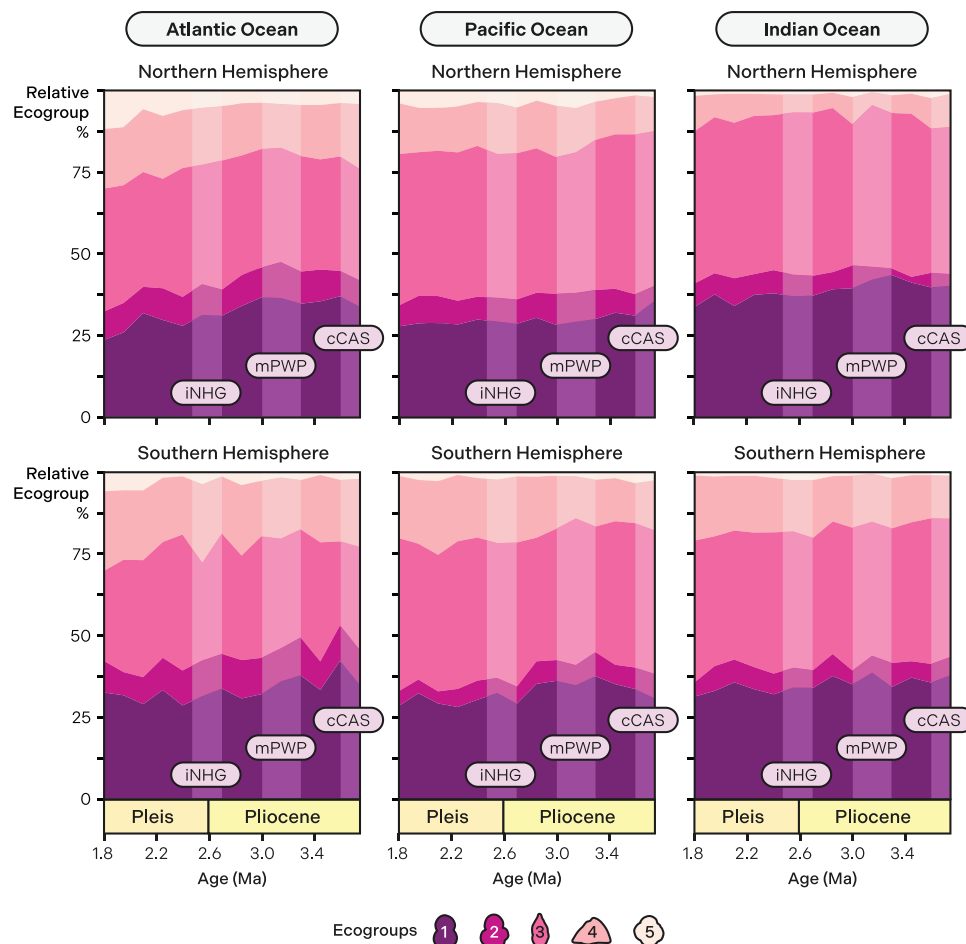 Atlantic Ocean
Pacific Ocean
Indian Ocean
Northern Hemisphere
Northern Hemisphere
Northern Hemisphere
Relative
Ecogroup
%
75
50
25
0
cCAS
mPWP
iNHG
cCAS
mPWP
iNHG
cCAS
mPWP
iNHG
Southern Hemisphere
Southern Hemisphere
Southern Hemisphere
Relative
Ecogroup
%
75
50
25
0
cCAS
mPWP
iNHG
cCAS
mPWP
iNHG
cCAS
mPWP
iNHG
Pleis
Pliocene
Pleis
Pliocene
Pleis
Pliocene
1.8 2.2 2.6 3.0 3.4
1.8 2.2 2.6 3.0 3.4
1.8 2.2 2.6 3.0 3.4
Age (Ma)
Age (Ma)
Age (Ma)
Ecogroups 1 2 3 4 5